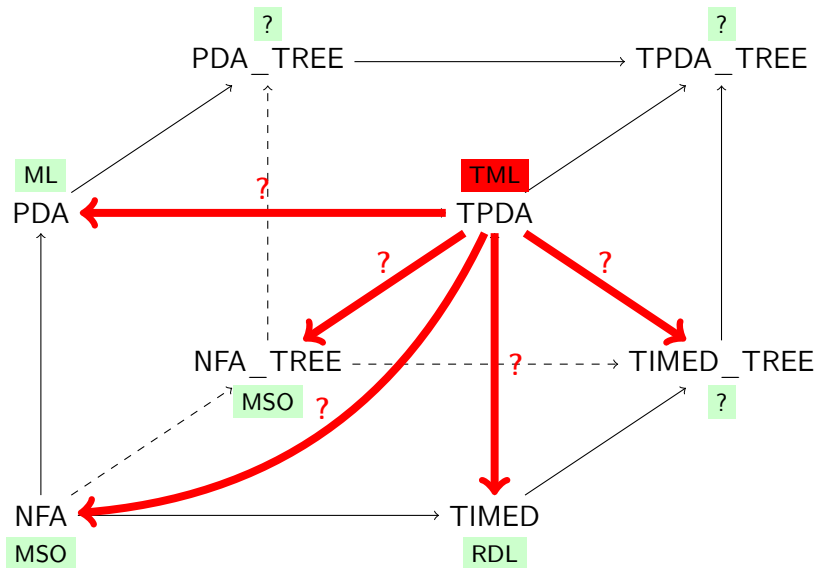 ?
?
PDA_TREE
TPDA_TREE
ML
TML
?
PDA
TPDA
?
?
NFA_TREE
?
TIMED_TREE
MSO
?
?
NFA
TIMED
MSO
RDL